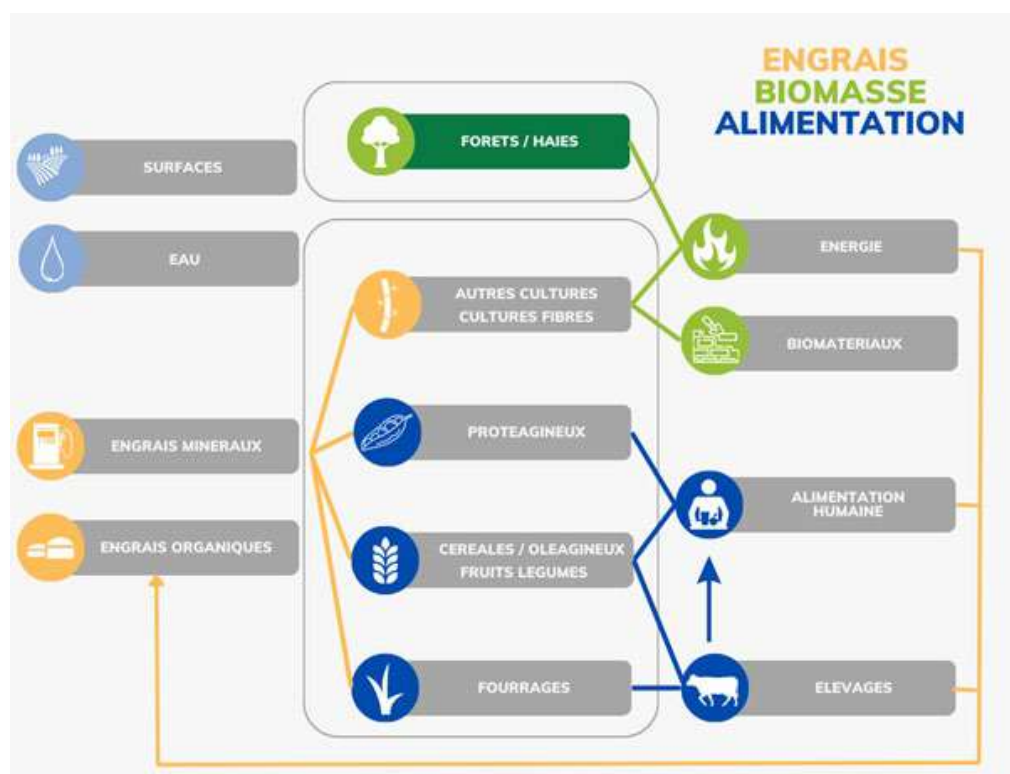 ENGRAIS
BIOMASSE
ALIMENTATION
SURFACES
EAU
ENGRAIS MINERAUX
ENGRAIS ORGANIQUES
FORETS / HAIES
AUTRES CULTURES
CULTURES FIBRES
PROTEAGINEUX
CEREALES / OLEAGINEUX
FRUITS LEGUMES
FOURRAGES
ENERGIE
BIOMATERIAUX
ALIMENTATION
HUMAINE
ELEVAGES